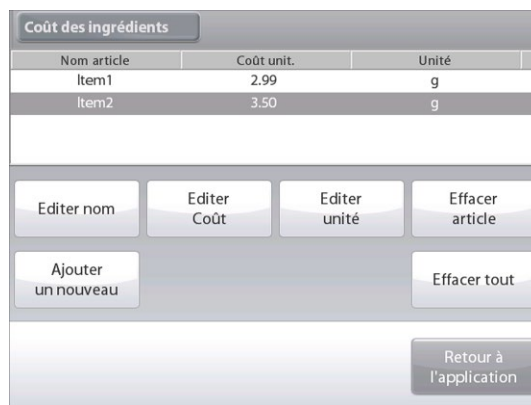 Coût des ingrédients
Nom article Coût unit. Unité
Item1 2.99 g
Item2 3.50 g
Editer nom
Editer
Coût
Editer
unité
Effacer
article
Ajouter
un nouveau
Effacer tout
Retour à
l'application